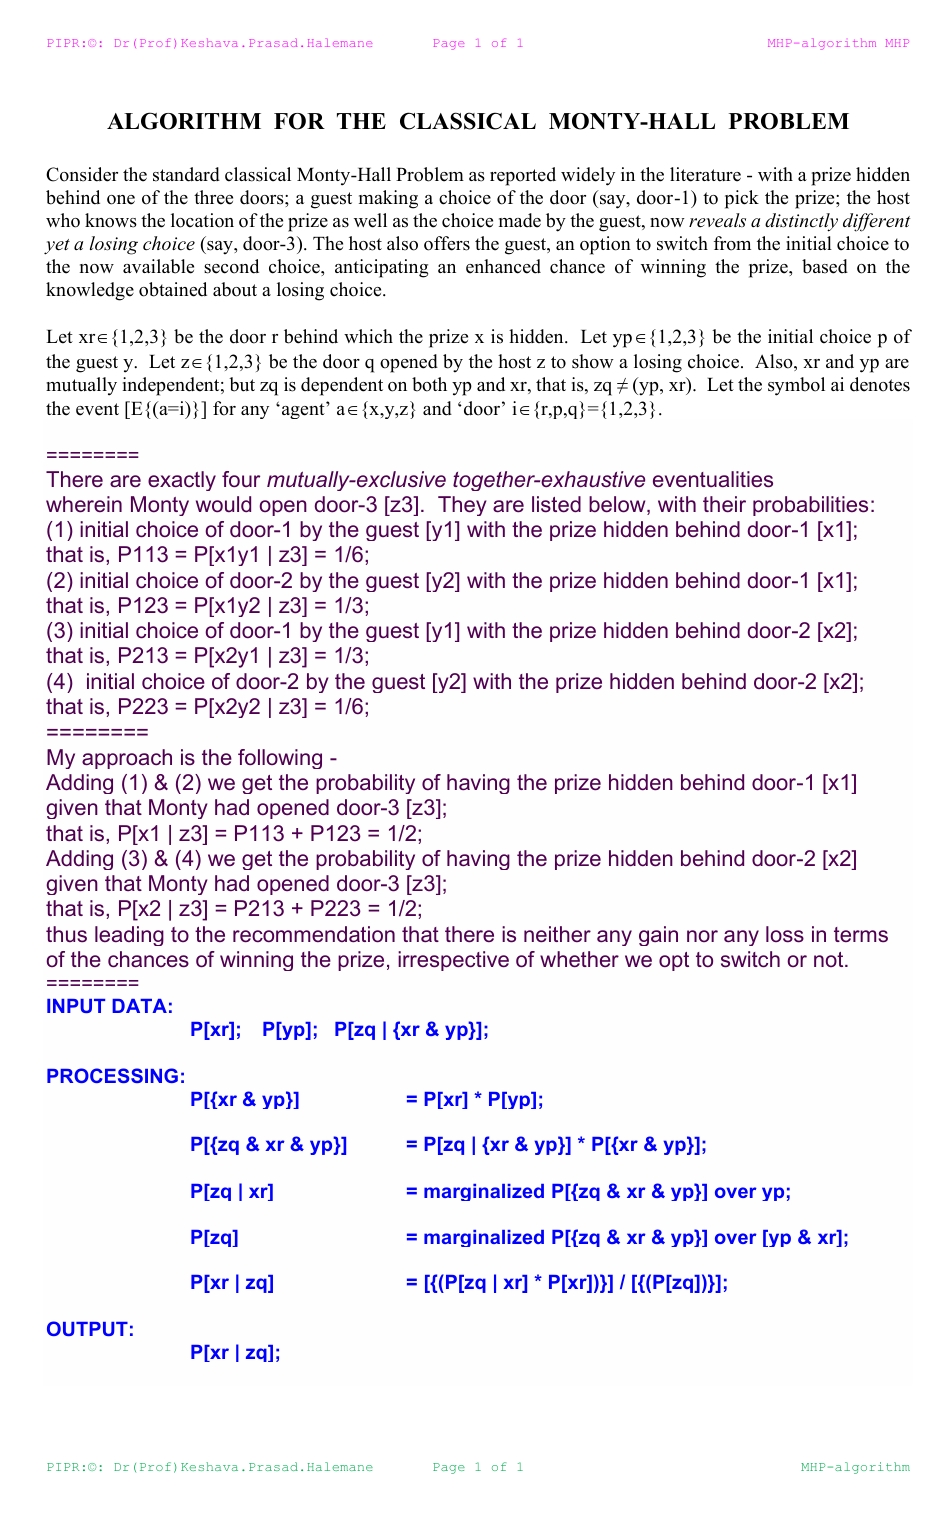 PIPR:©: Dr(Prof)Keshava.Prasad.Halemane Page 1 of 1 MHP-algorithm MHP
ALGORITHM FOR THE CLASSICAL MONTY-HALL PROBLEM
Consider the standard classical Monty-Hall Problem as reported widely in the literature - with a prize hidden
behind one of the three doors; a guest making a choice of the door (say, door-1) to pick the prize; the host
who knows the location of the prize as well as the choice made by the guest, now reveals a distinctly different
yet a losing choice (say, door-3). The host also offers the guest, an option to switch from the initial choice to
the now available second choice, anticipating an enhanced chance of winning the prize, based on the
knowledge obtained about a losing choice.
Let xr∈{1,2,3} be the door r behind which the prize x is hidden. Let yp∈{1,2,3} be the initial choice p of
the guest y. Let z∈{1,2,3} be the door q opened by the host z to show a losing choice. Also, xr and yp are
mutually independent; but zq is dependent on both yp and xr, that is, zq ≠ (yp, xr). Let the symbol ai denotes
the event [E{(a=i)}] for any ‘agent’ a∈{x,y,z} and ‘door’ i∈{r,p,q}={1,2,3}.
========
There are exactly four mutually-exclusive together-exhaustive eventualities
wherein Monty would open door-3 [z3]. They are listed below, with their probabilities:
(1) initial choice of door-1 by the guest [y1] with the prize hidden behind door-1 [x1];
that is, P113 = P[x1y1 | z3] = 1/6;
(2) initial choice of door-2 by the guest [y2] with the prize hidden behind door-1 [x1];
that is, P123 = P[x1y2 | z3] = 1/3;
(3) initial choice of door-1 by the guest [y1] with the prize hidden behind door-2 [x2];
that is, P213 = P[x2y1 | z3] = 1/3;
(4) initial choice of door-2 by the guest [y2] with the prize hidden behind door-2 [x2];
that is, P223 = P[x2y2 | z3] = 1/6;
========
My approach is the following -
Adding (1) & (2) we get the probability of having the prize hidden behind door-1 [x1]
given that Monty had opened door-3 [z3];
that is, P[x1 | z3] = P113 + P123 = 1/2;
Adding (3) & (4) we get the probability of having the prize hidden behind door-2 [x2]
given that Monty had opened door-3 [z3];
that is, P[x2 | z3] = P213 + P223 = 1/2;
thus leading to the recommendation that there is neither any gain nor any loss in terms
of the chances of winning the prize, irrespective of whether we opt to switch or not.
========
INPUT DATA:
P[xr]; P[yp]; P[zq | {xr & yp}];
PROCESSING:
P[{xr & yp}] = P[xr] * P[yp];
P[{zq & xr & yp}] = P[zq | {xr & yp}] * P[{xr & yp}];
P[zq | xr] = marginalized P[{zq & xr & yp}] over yp;
P[zq] = marginalized P[{zq & xr & yp}] over [yp & xr];
P[xr | zq] = [{(P[zq | xr] * P[xr])}] / [{(P[zq])}];
OUTPUT:
P[xr | zq];
PIPR:©: Dr(Prof)Keshava.Prasad.Halemane Page 1 of 1 MHP-algorithm